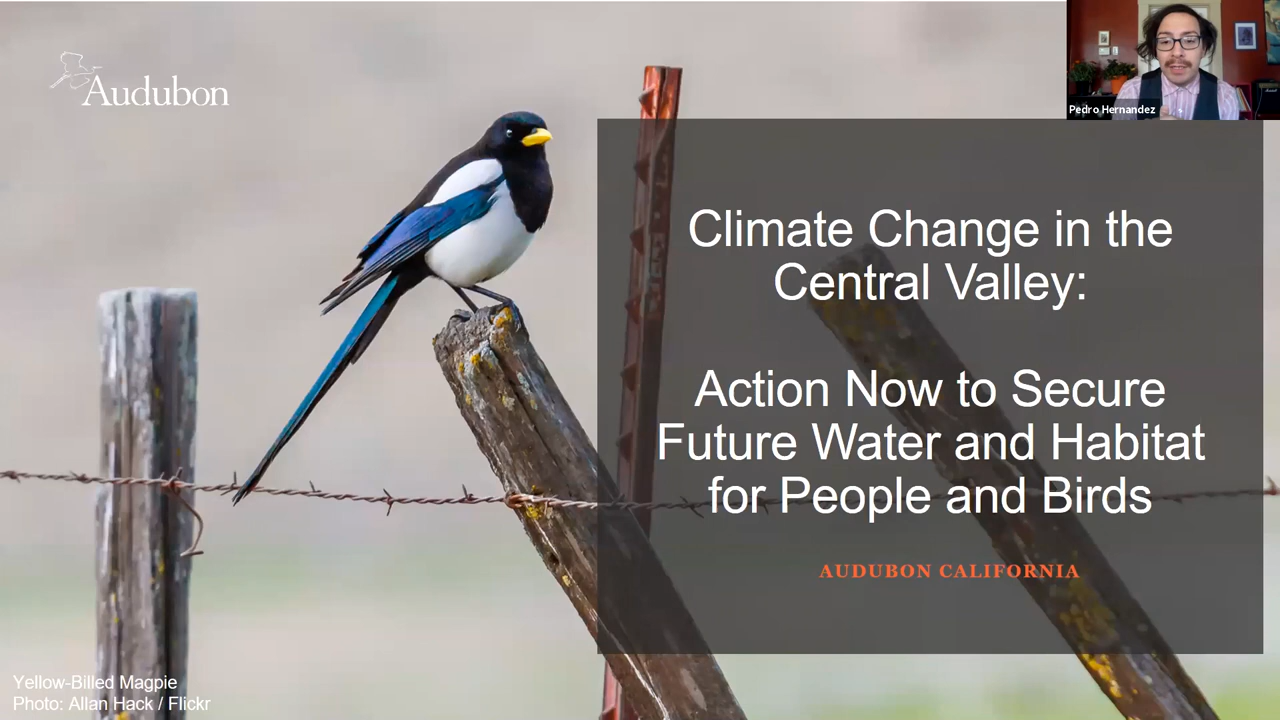 Audubon
Pedro Hernandez
Climate Change in the
Central Valley:
Action Now to Secure
Future Water and Habitat
for People and Birds
AUDUBON CALIFORNIA
Yellow-Billed Magpie
Photo: Allan Hack / Flickr